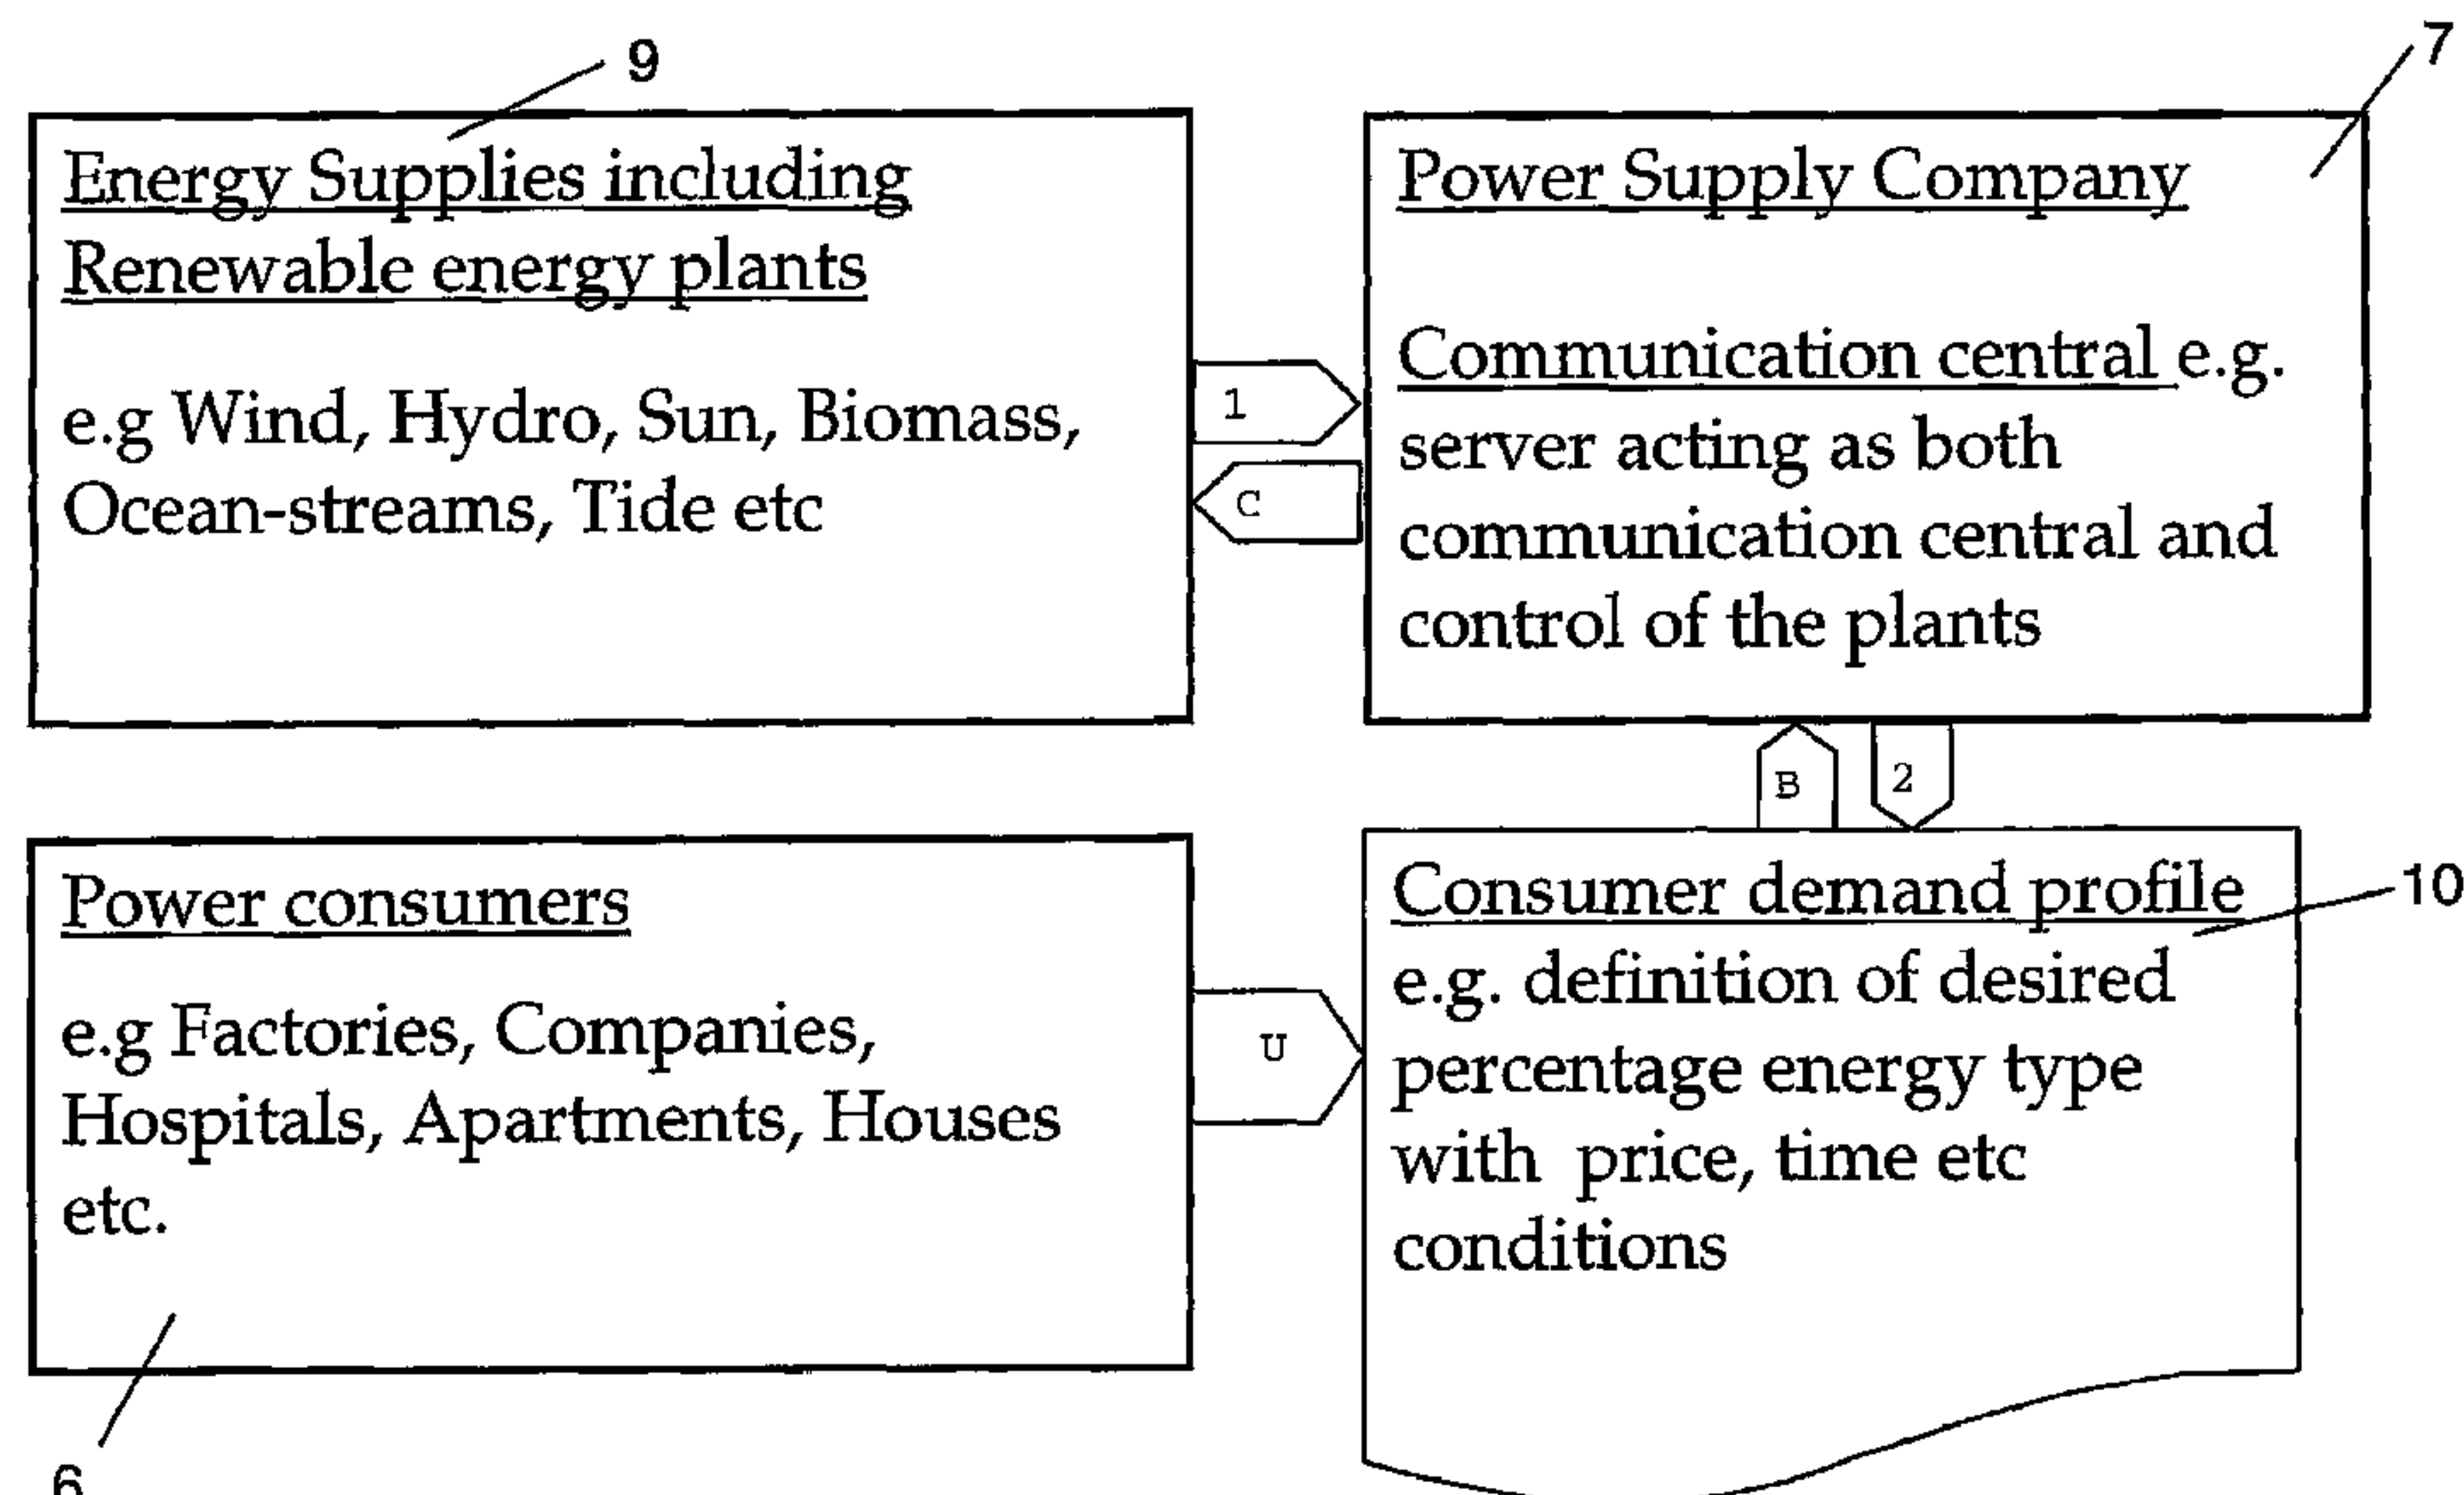 9
7
Energy Supplies including
Renewable energy plants
e.g Wind, Hydro, Sun, Biomass,
Ocean-streams, Tide etc
1
C
Power Supply Company
Communication central e.g.
server acting as both
communication central and
control of the plants
B
2
Power consumers
e.g Factories, Companies,
Hospitals, Apartments, Houses
etc.
U
Consumer demand profile
10
e.g. definition of desired
percentage energy type
with price, time etc
conditions
6